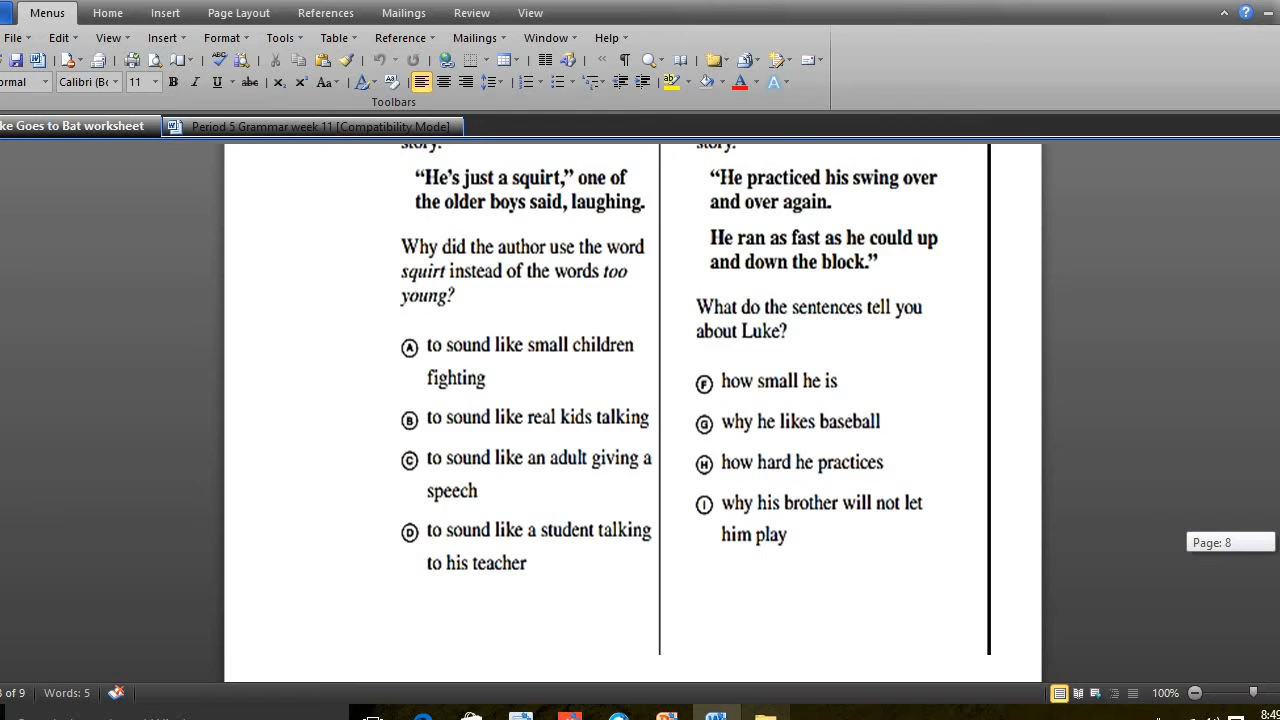 Menus Home Insert Page Layout References Mailings Review View
File Edit View Insert Format Tools Table Reference Mailings Window Help
Calibri (Bo 11 B I U abc X₂ X² Aa A
Toolbars
ke Goes to Bat worksheet Period 5 Grammar week 11 [Compatibility Mode]
story.
“He’s just a squirt,” one of
the older boys said, laughing.
Why did the author use the word
squirt instead of the words too
young?
A to sound like small children
fighting
B to sound like real kids talking
C to sound like an adult giving a
speech
D to sound like a student talking
to his teacher
story.
“He practiced his swing over
and over again.
He ran as fast as he could up
and down the block.”
What do the sentences tell you
about Luke?
F how small he is
G why he likes baseball
H how hard he practices
I why his brother will not let
him play
Page: 8
of 9 Words: 5 100%
8:49